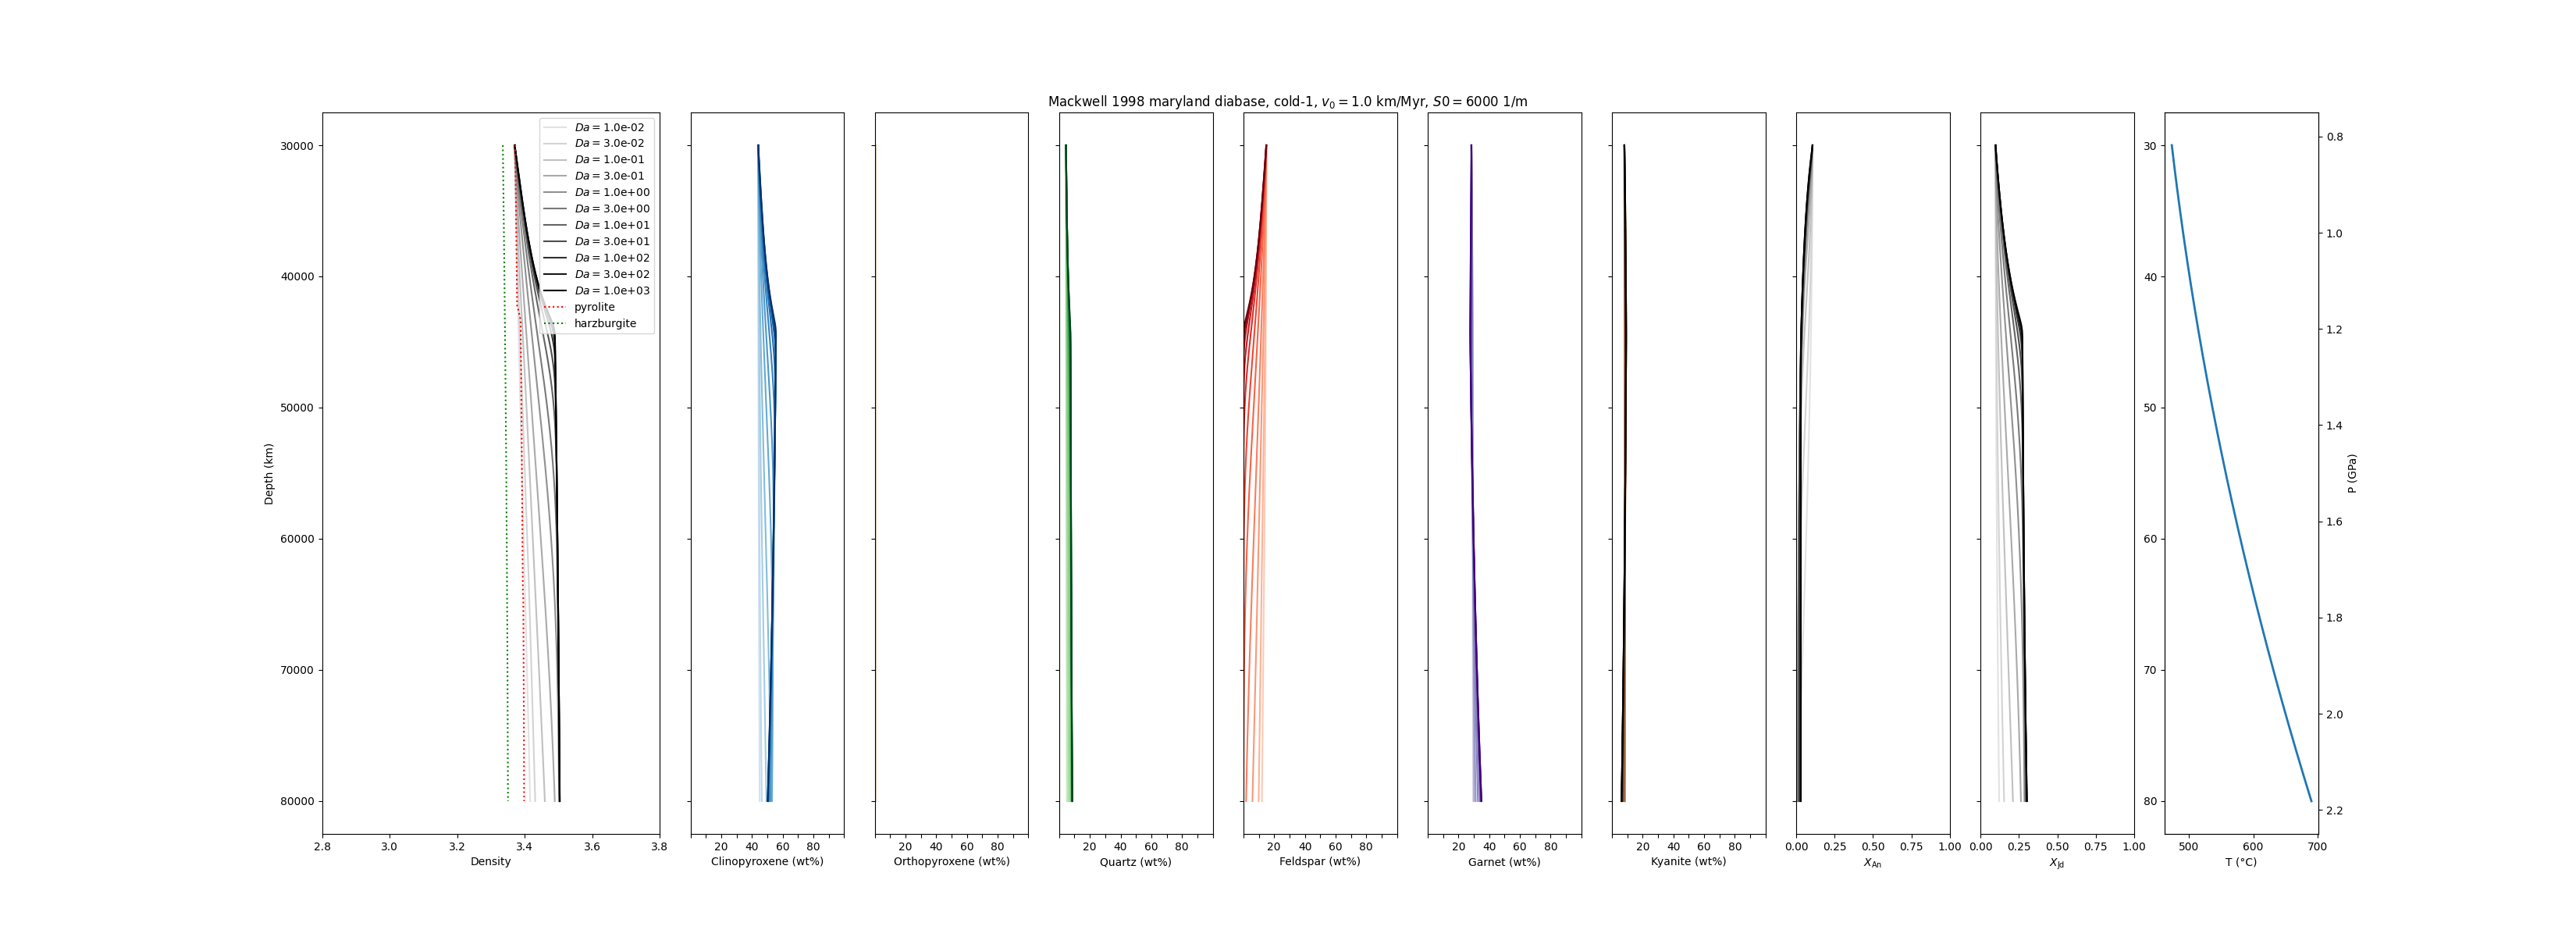 Mackwell 1998 maryland diabase, cold-1, v₀ = 1.0 km/Myr, S0 = 6000 1/m
Da = 1.0e-02
Da = 3.0e-02
Da = 1.0e-01
Da = 3.0e-01
Da = 1.0e+00
Da = 3.0e+00
Da = 1.0e+01
Da = 3.0e+01
Da = 1.0e+02
Da = 3.0e+02
Da = 1.0e+03
pyrolite
harzburgite
Depth (km)
30000
40000
50000
60000
70000
80000
2.8 3.0 3.2 3.4 3.6 3.8
Density
20 40 60 80
Clinopyroxene (wt%)
20 40 60 80
Orthopyroxene (wt%)
20 40 60 80
Quartz (wt%)
20 40 60 80
Feldspar (wt%)
20 40 60 80
Garnet (wt%)
20 40 60 80
Kyanite (wt%)
0.00 0.25 0.50 0.75 1.00
X_An
0.00 0.25 0.50 0.75 1.00
X_Jd
30
40
50
60
70
80
500 600 700
T (°C)
0.8
1.0
1.2
1.4
1.6
1.8
2.0
2.2
P (GPa)